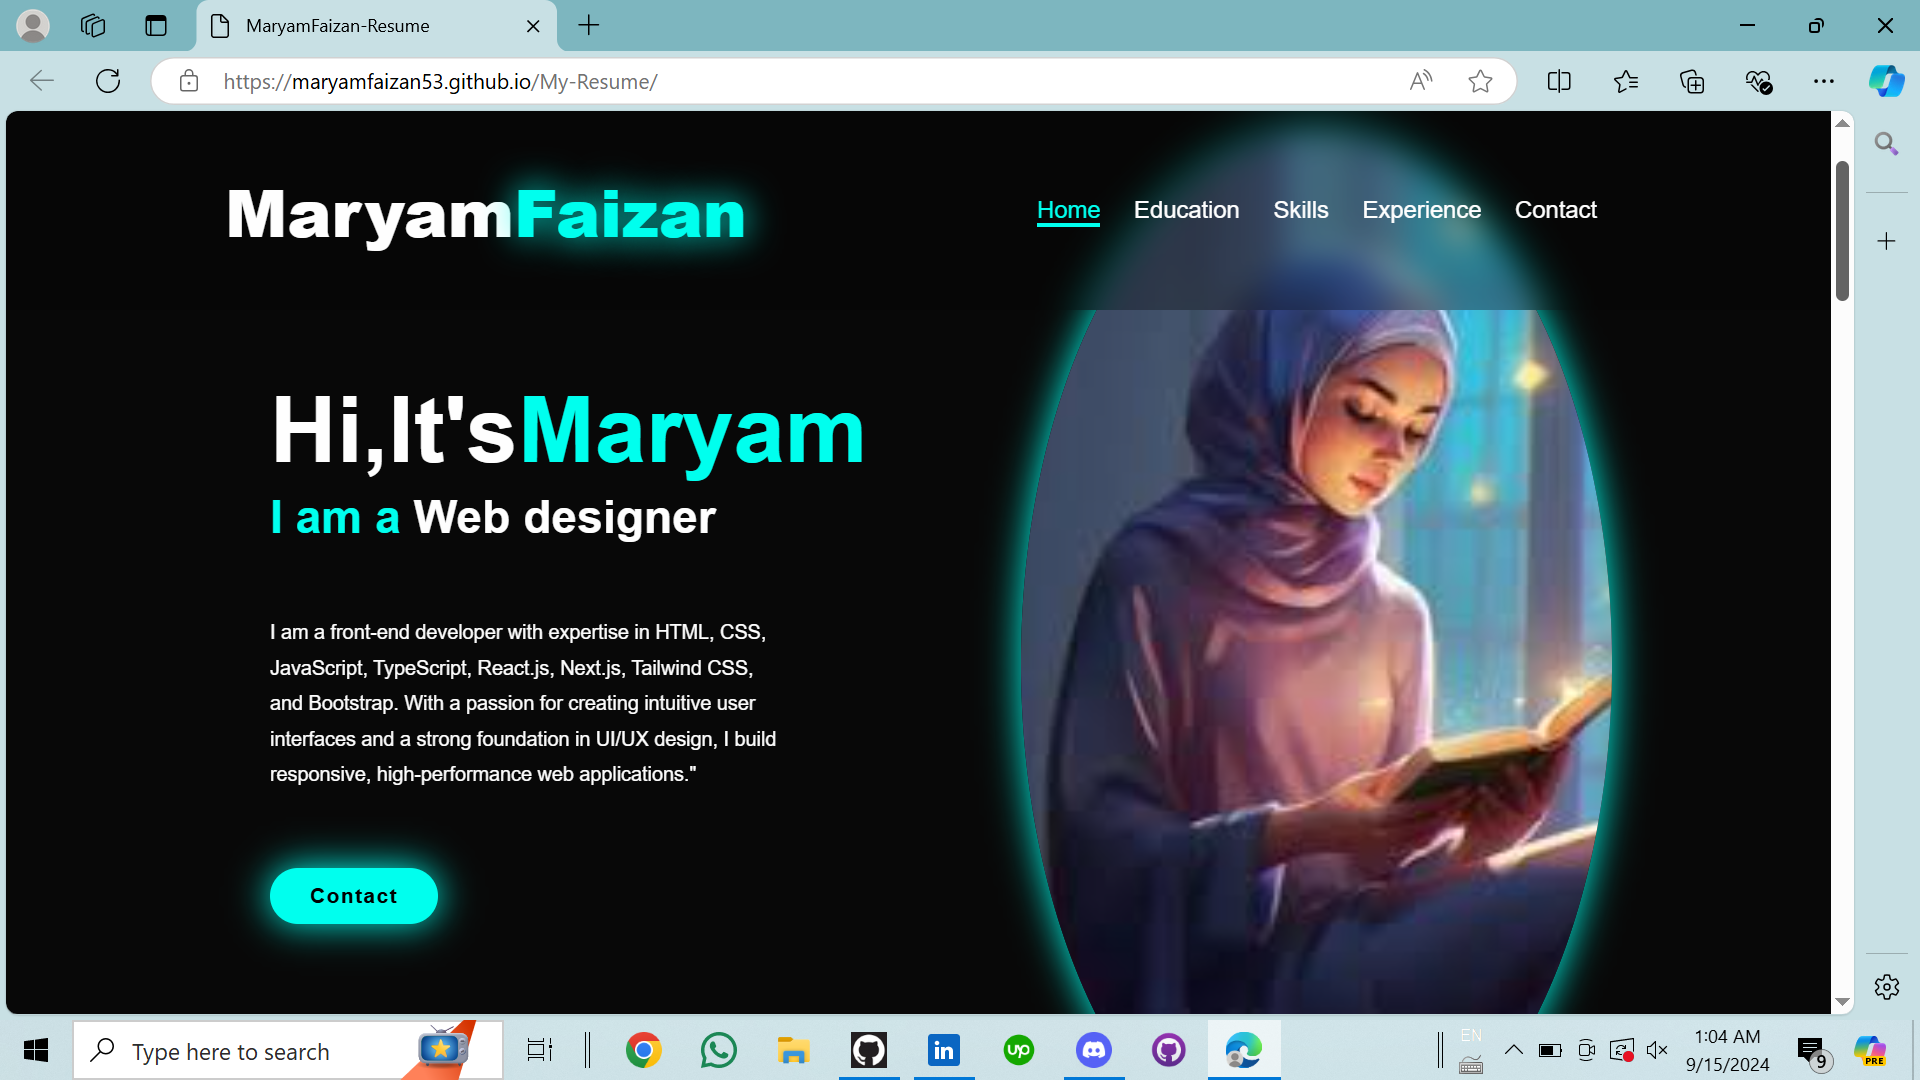 MaryamFaizan-Resume
https://maryamfaizan53.github.io/My-Resume/
MaryamFaizan
Home Education Skills Experience Contact
Hi,It'sMaryam
I am a Web designer
I am a front-end developer with expertise in HTML, CSS,
JavaScript, TypeScript, React.js, Next.js, Tailwind CSS,
and Bootstrap. With a passion for creating intuitive user
interfaces and a strong foundation in UI/UX design, I build
responsive, high-performance web applications."
Contact
Type here to search
in
up
EN
1:04 AM
9/15/2024
9
PRE